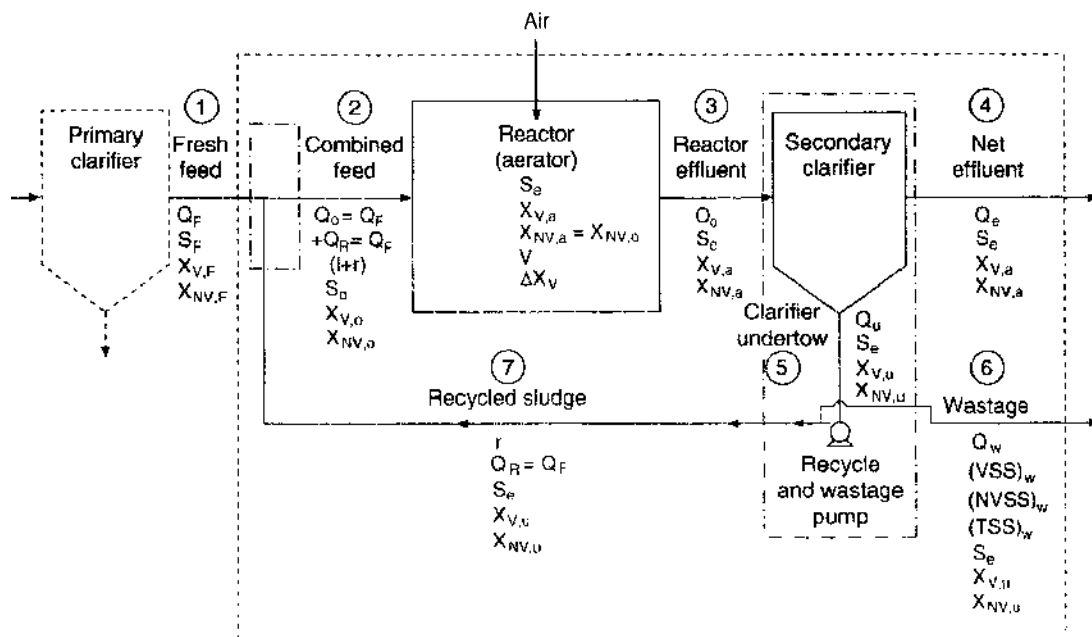 Air
1
Fresh
feed
Primary
clarifier
Q_F
S_F
X_V,F
X_NV,F
2
Combined
feed
Q_o = Q_F
+Q_R = Q_F
(l+r)
S_o
X_V,o
X_NV,o
Reactor
(aerator)
S_e
X_V,a
X_NV,a = X_NV,o
V
ΔX_V
3
Reactor
effluent
Q_o
S_e
X_V,a
X_NV,a
Secondary
clarifier
4
Net
effluent
Q_e
S_e
X_V,a
X_NV,a
Clarifier
undertow
5
Q_u
S_e
X_V,u
X_NV,u
7
Recycled sludge
r
Q_R = Q_F
S_e
X_V,u
X_NV,u
Recycle
and wastage
pump
6
Wastage
Q_w
(VSS)_w
(NVSS)_w
(TSS)_w
S_e
X_V,u
X_NV,u